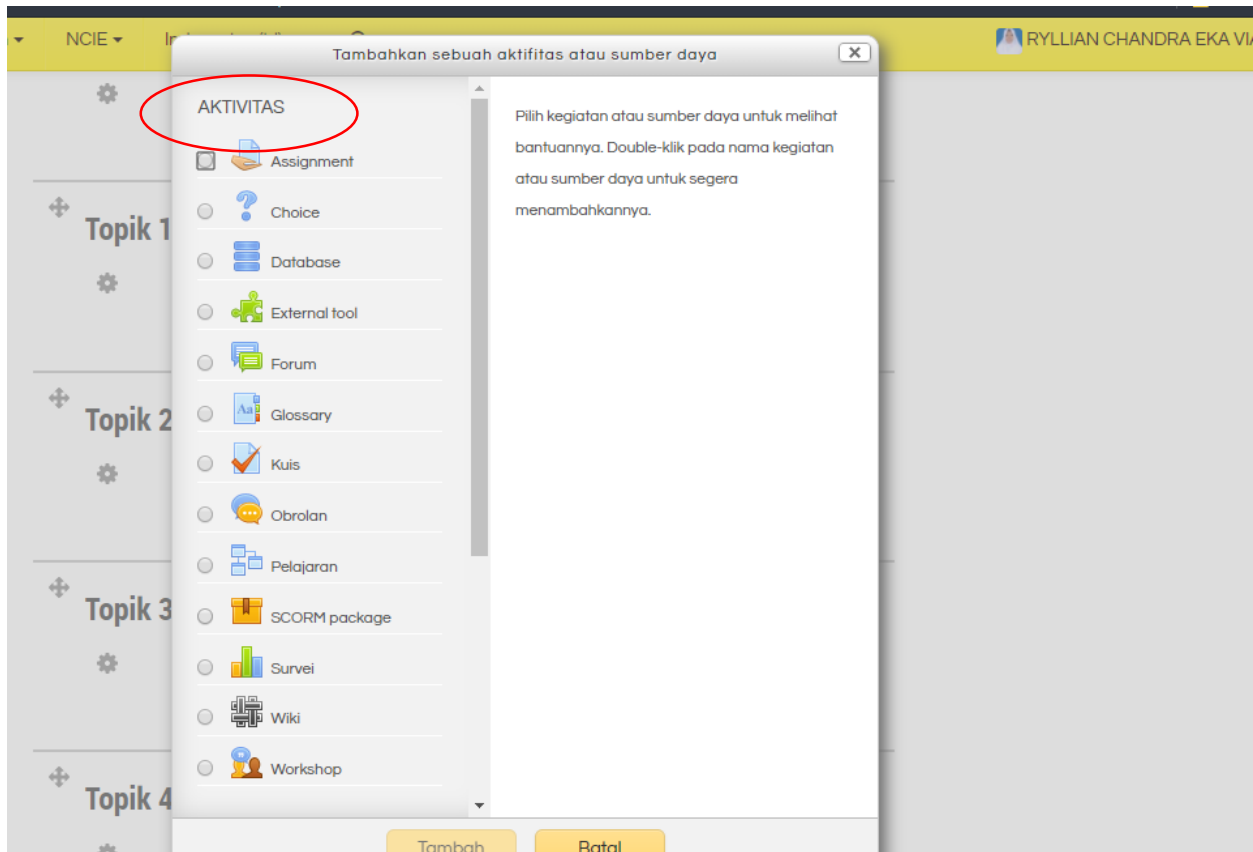 NCIE
RYLLIAN CHANDRA EKA VIA
Tambahkan sebuah aktifitas atau sumber daya
AKTIVITAS
Assignment
Choice
Database
External tool
Forum
Aa
Glossary
Kuis
Obrolan
Pelajaran
SCORM package
Survei
Wiki
Workshop
Pilih kegiatan atau sumber daya untuk melihat
bantuannya. Double-klik pada nama kegiatan
atau sumber daya untuk segera
menambahkannya.
Topik 1
Topik 2
Topik 3
Topik 4
Tambah
Batal